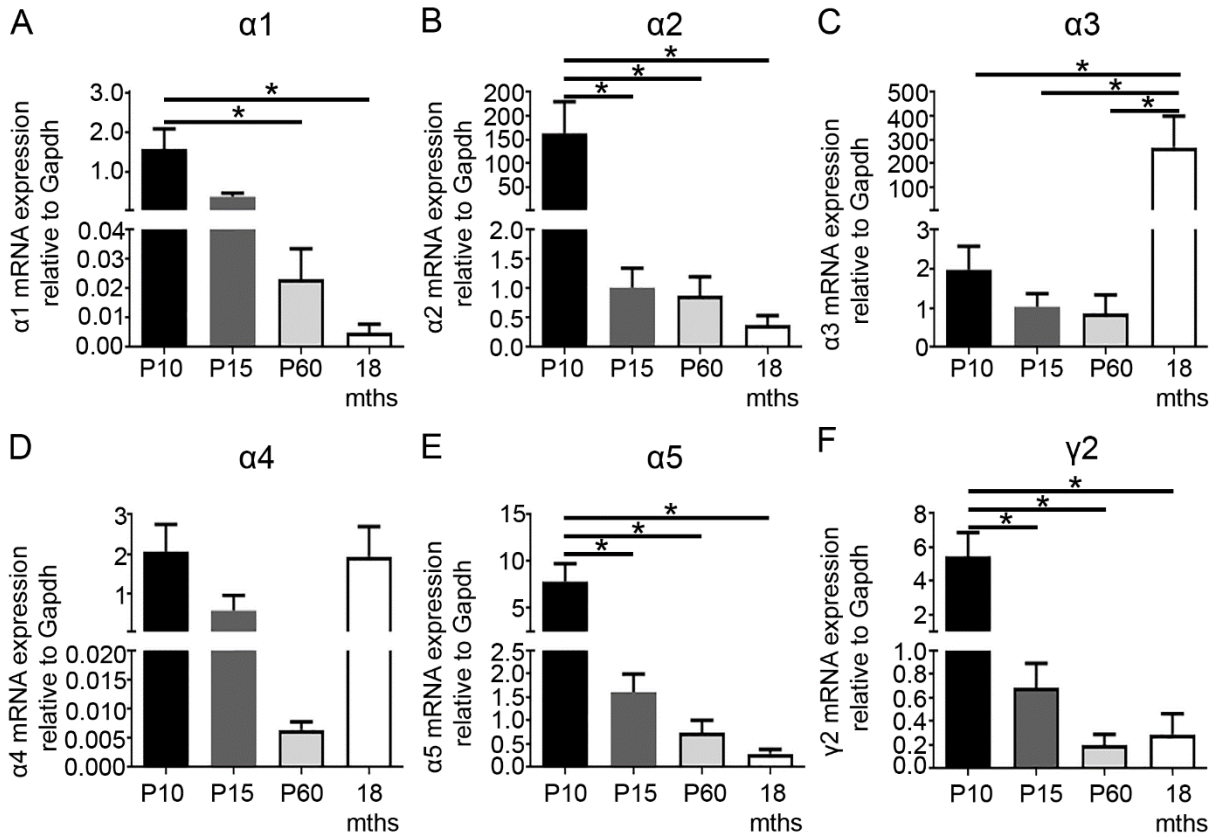 A
α1
α1 mRNA expression
relative to Gapdh
3.0
2.0
1.0
0.04
0.03
0.02
0.01
0.00
*
*
P10 P15 P60 18
mths
B
α2
α2 mRNA expression
relative to Gapdh
200
150
100
50
2.0
1.5
1.0
0.5
0.0
*
*
*
P10 P15 P60 18
mths
C
α3
α3 mRNA expression
relative to Gapdh
500
400
300
200
100
2
1
0
*
*
*
P10 P15 P60 18
mths
D
α4
α4 mRNA expression
relative to Gapdh
3
2
1
0.020
0.015
0.010
0.005
0.000
P10 P15 P60 18
mths
E
α5
α5 mRNA expression
relative to Gapdh
15
10
5
2.5
2.0
1.5
1.0
0.5
0.0
*
*
*
P10 P15 P60 18
mths
F
γ2
γ2 mRNA expression
relative to Gapdh
8
6
4
2
1.0
0.8
0.6
0.4
0.2
0.0
*
*
*
P10 P15 P60 18
mths